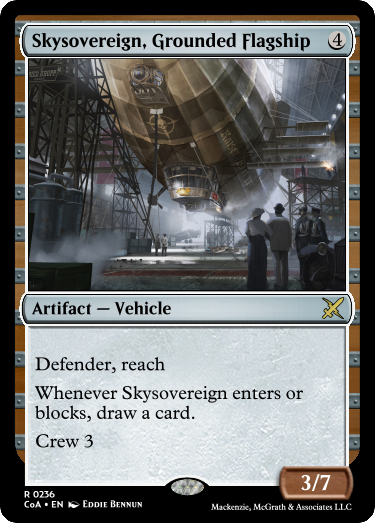 Skysovereign, Grounded Flagship 4
Artifact — Vehicle
Defender, reach
Whenever Skysovereign enters or
blocks, draw a card.
Crew 3
3/7
R 0236
CoA • EN Eddie Bennun
Mackenzie, McGrath & Associates LLC